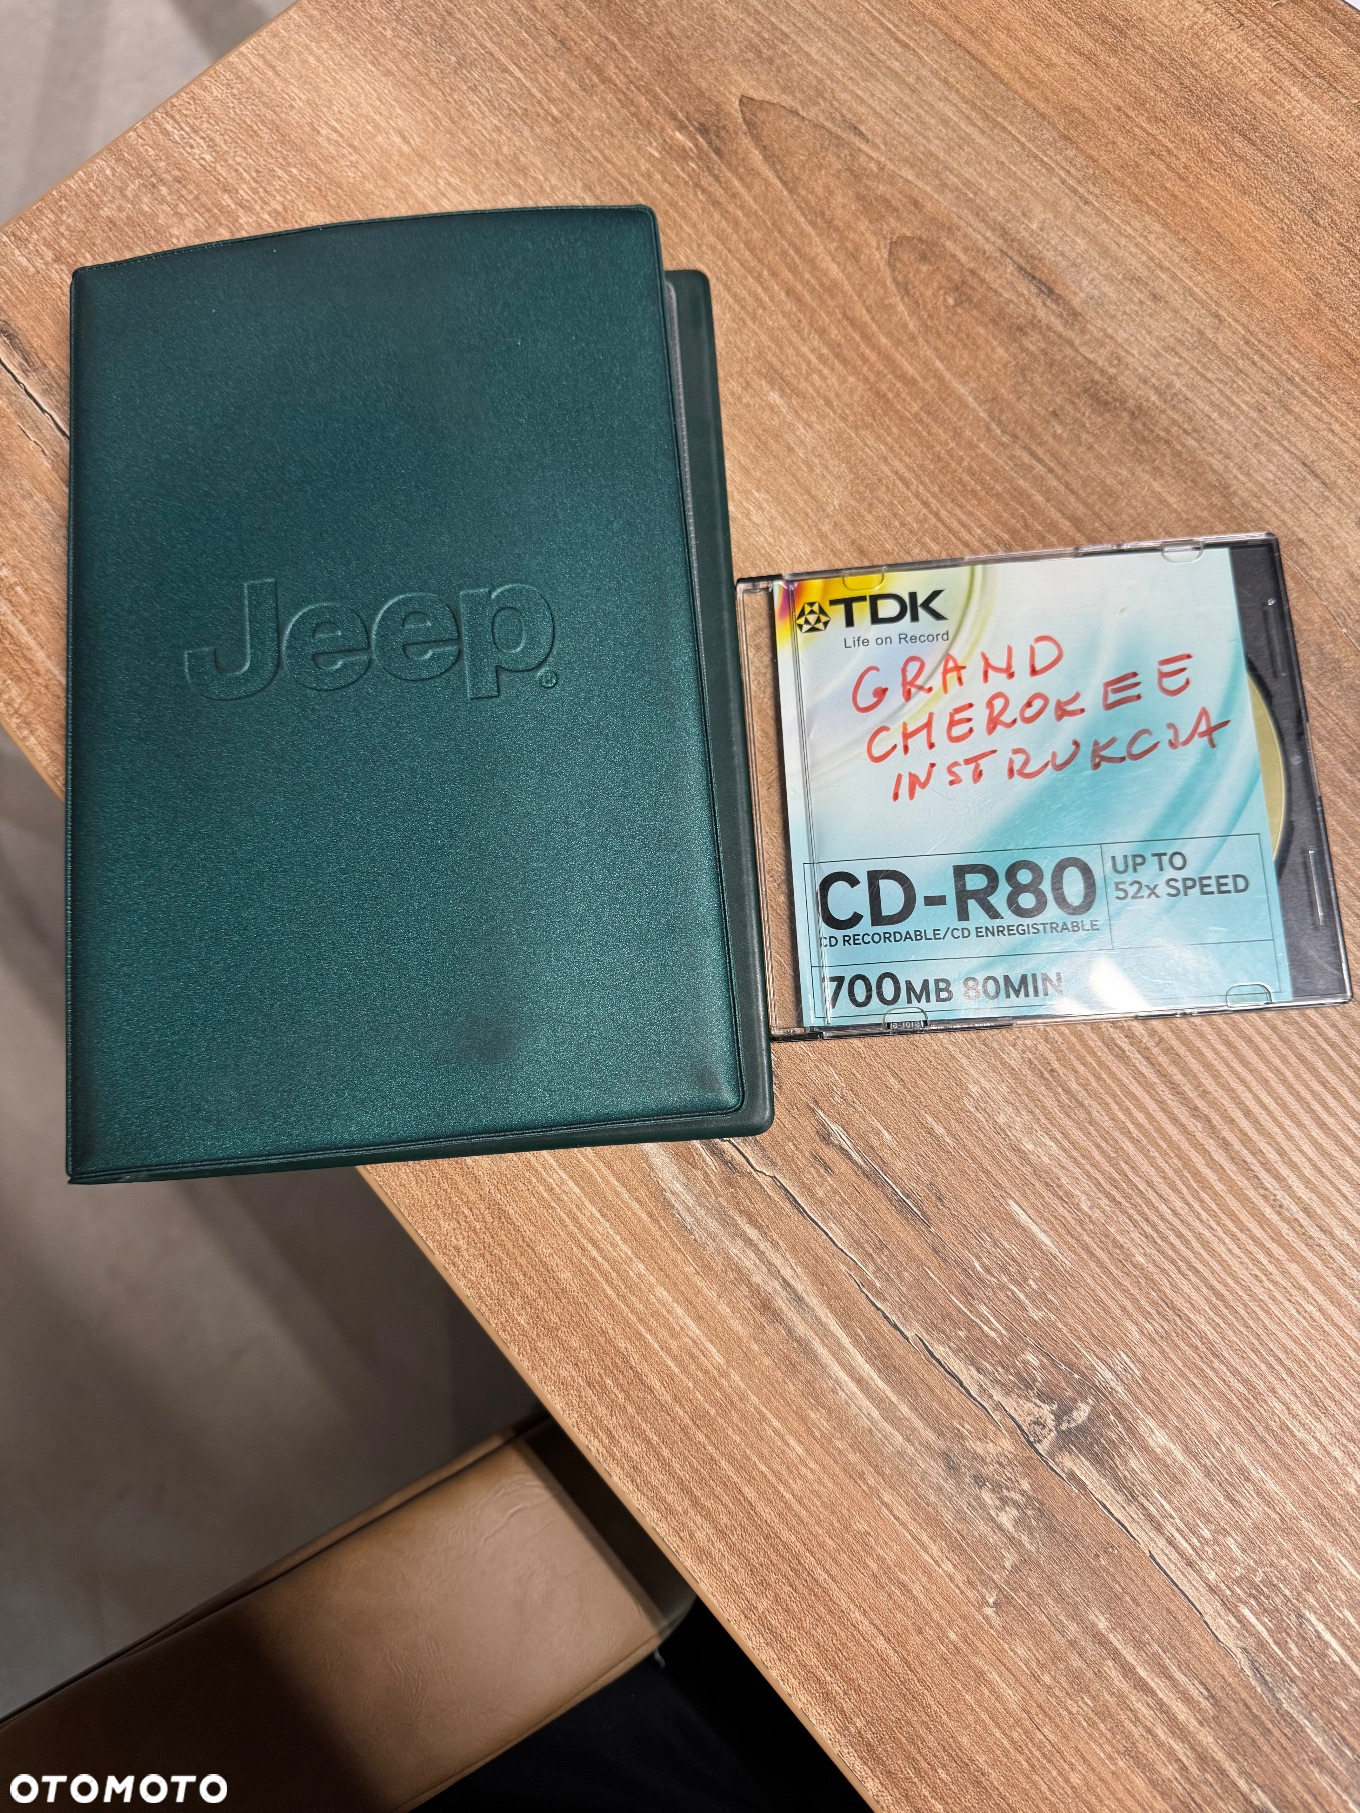 Jeep®
TDK
Life on Record
GRAND
CHEROKEE
INSTRUKCJA
CD-R80
CD RECORDABLE/CD ENREGISTRABLE
UP TO
52x SPEED
700MB 80MIN
OTOMOTO